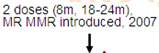 2 doses (8m, 18-24m),
MR MMR introduced, 2007